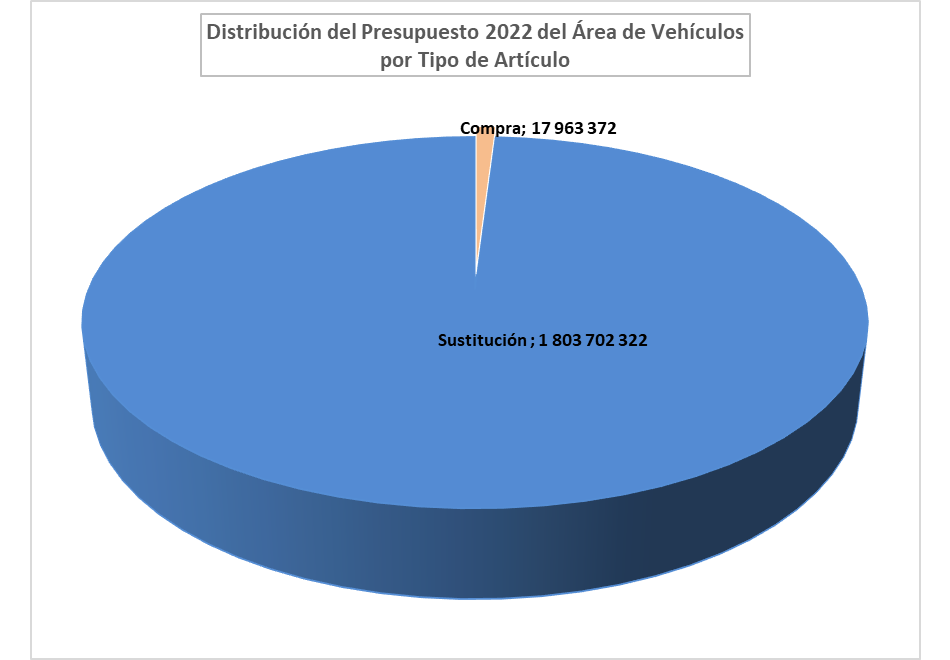 Distribución del Presupuesto 2022 del Área de Vehículos
por Tipo de Artículo
Compra; 17 963 372
Sustitución ; 1 803 702 322